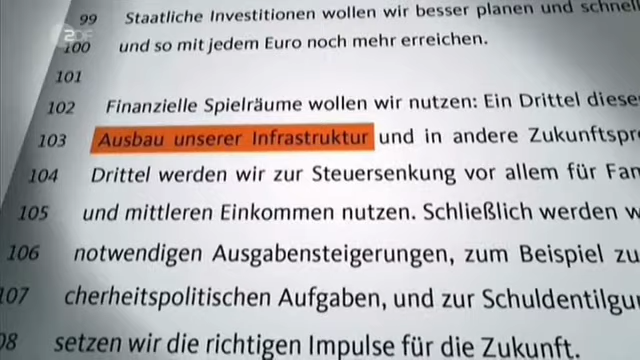 ZDF
99 Staatliche Investitionen wollen wir besser planen und schnell
100 und so mit jedem Euro noch mehr erreichen.
101
102 Finanzielle Spielräume wollen wir nutzen: Ein Drittel diese
103 Ausbau unserer Infrastruktur und in andere Zukunftspr
104 Drittel werden wir zur Steuersenkung vor allem für Fam
105 und mittleren Einkommen nutzen. Schließlich werden w
106 notwendigen Ausgabensteigerungen, zum Beispiel zu
107 cherheitspolitischen Aufgaben, und zur Schuldentilgu
08 setzen wir die richtigen Impulse für die Zukunft.